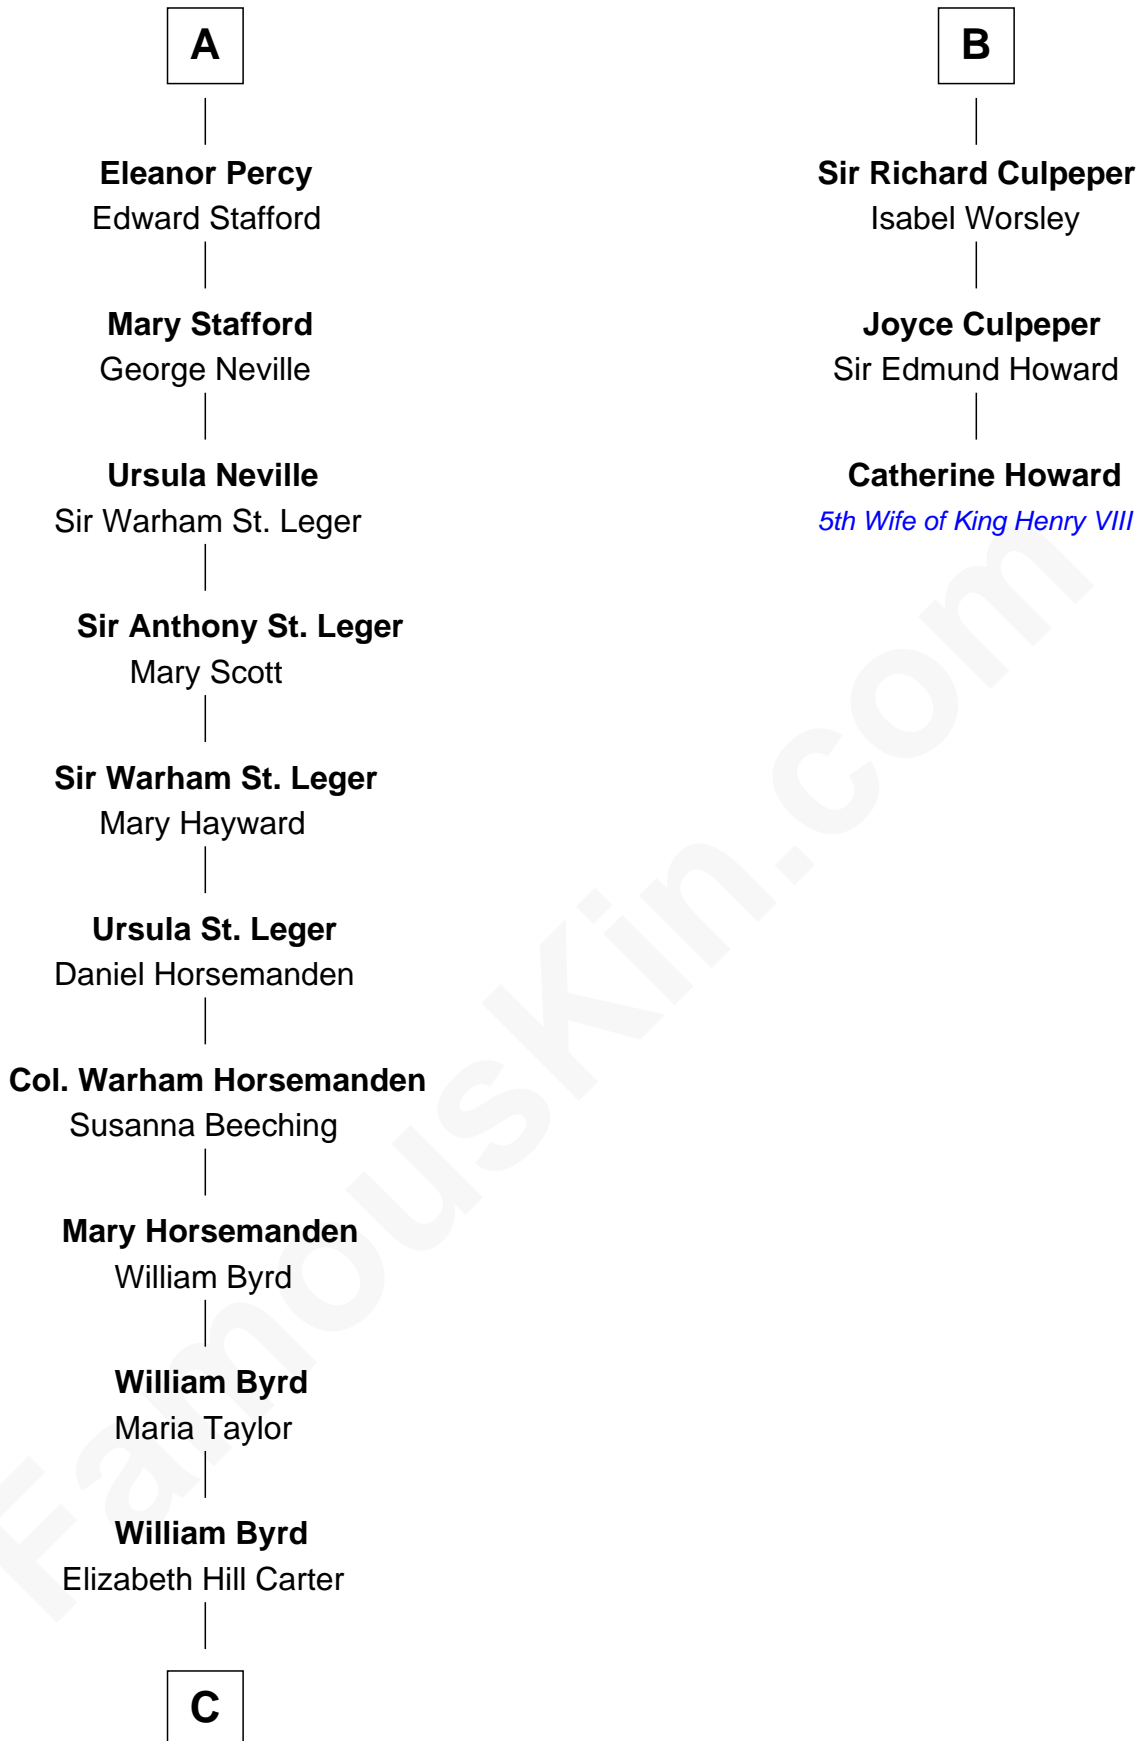 A
Eleanor Percy
Edward Stafford
Mary Stafford
George Neville
Ursula Neville
Sir Warham St. Leger
Sir Anthony St. Leger
Mary Scott
Sir Warham St. Leger
Mary Hayward
Ursula St. Leger
Daniel Horsemanden
Col. Warham Horsemanden
Susanna Beeching
Mary Horsemanden
William Byrd
William Byrd
Maria Taylor
William Byrd
Elizabeth Hill Carter
C
B
Sir Richard Culpeper
Isabel Worsley
Joyce Culpeper
Sir Edmund Howard
Catherine Howard
5th Wife of King Henry VIII
FamousKin.com